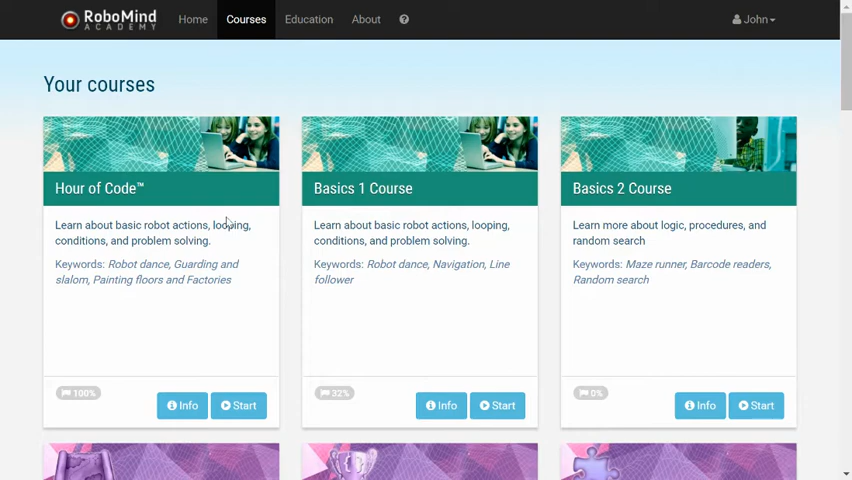 RoboMind
ACADEMY
Home Courses Education About ? John
Your courses
Hour of Code™
Learn about basic robot actions, looping,
conditions, and problem solving.
Keywords: Robot dance, Guarding and
slalom, Painting floors and Factories
100%
Info Start
Basics 1 Course
Learn about basic robot actions, looping,
conditions, and problem solving.
Keywords: Robot dance, Navigation, Line
follower
32%
Info Start
Basics 2 Course
Learn more about logic, procedures, and
random search
Keywords: Maze runner, Barcode readers,
Random search
0%
Info Start